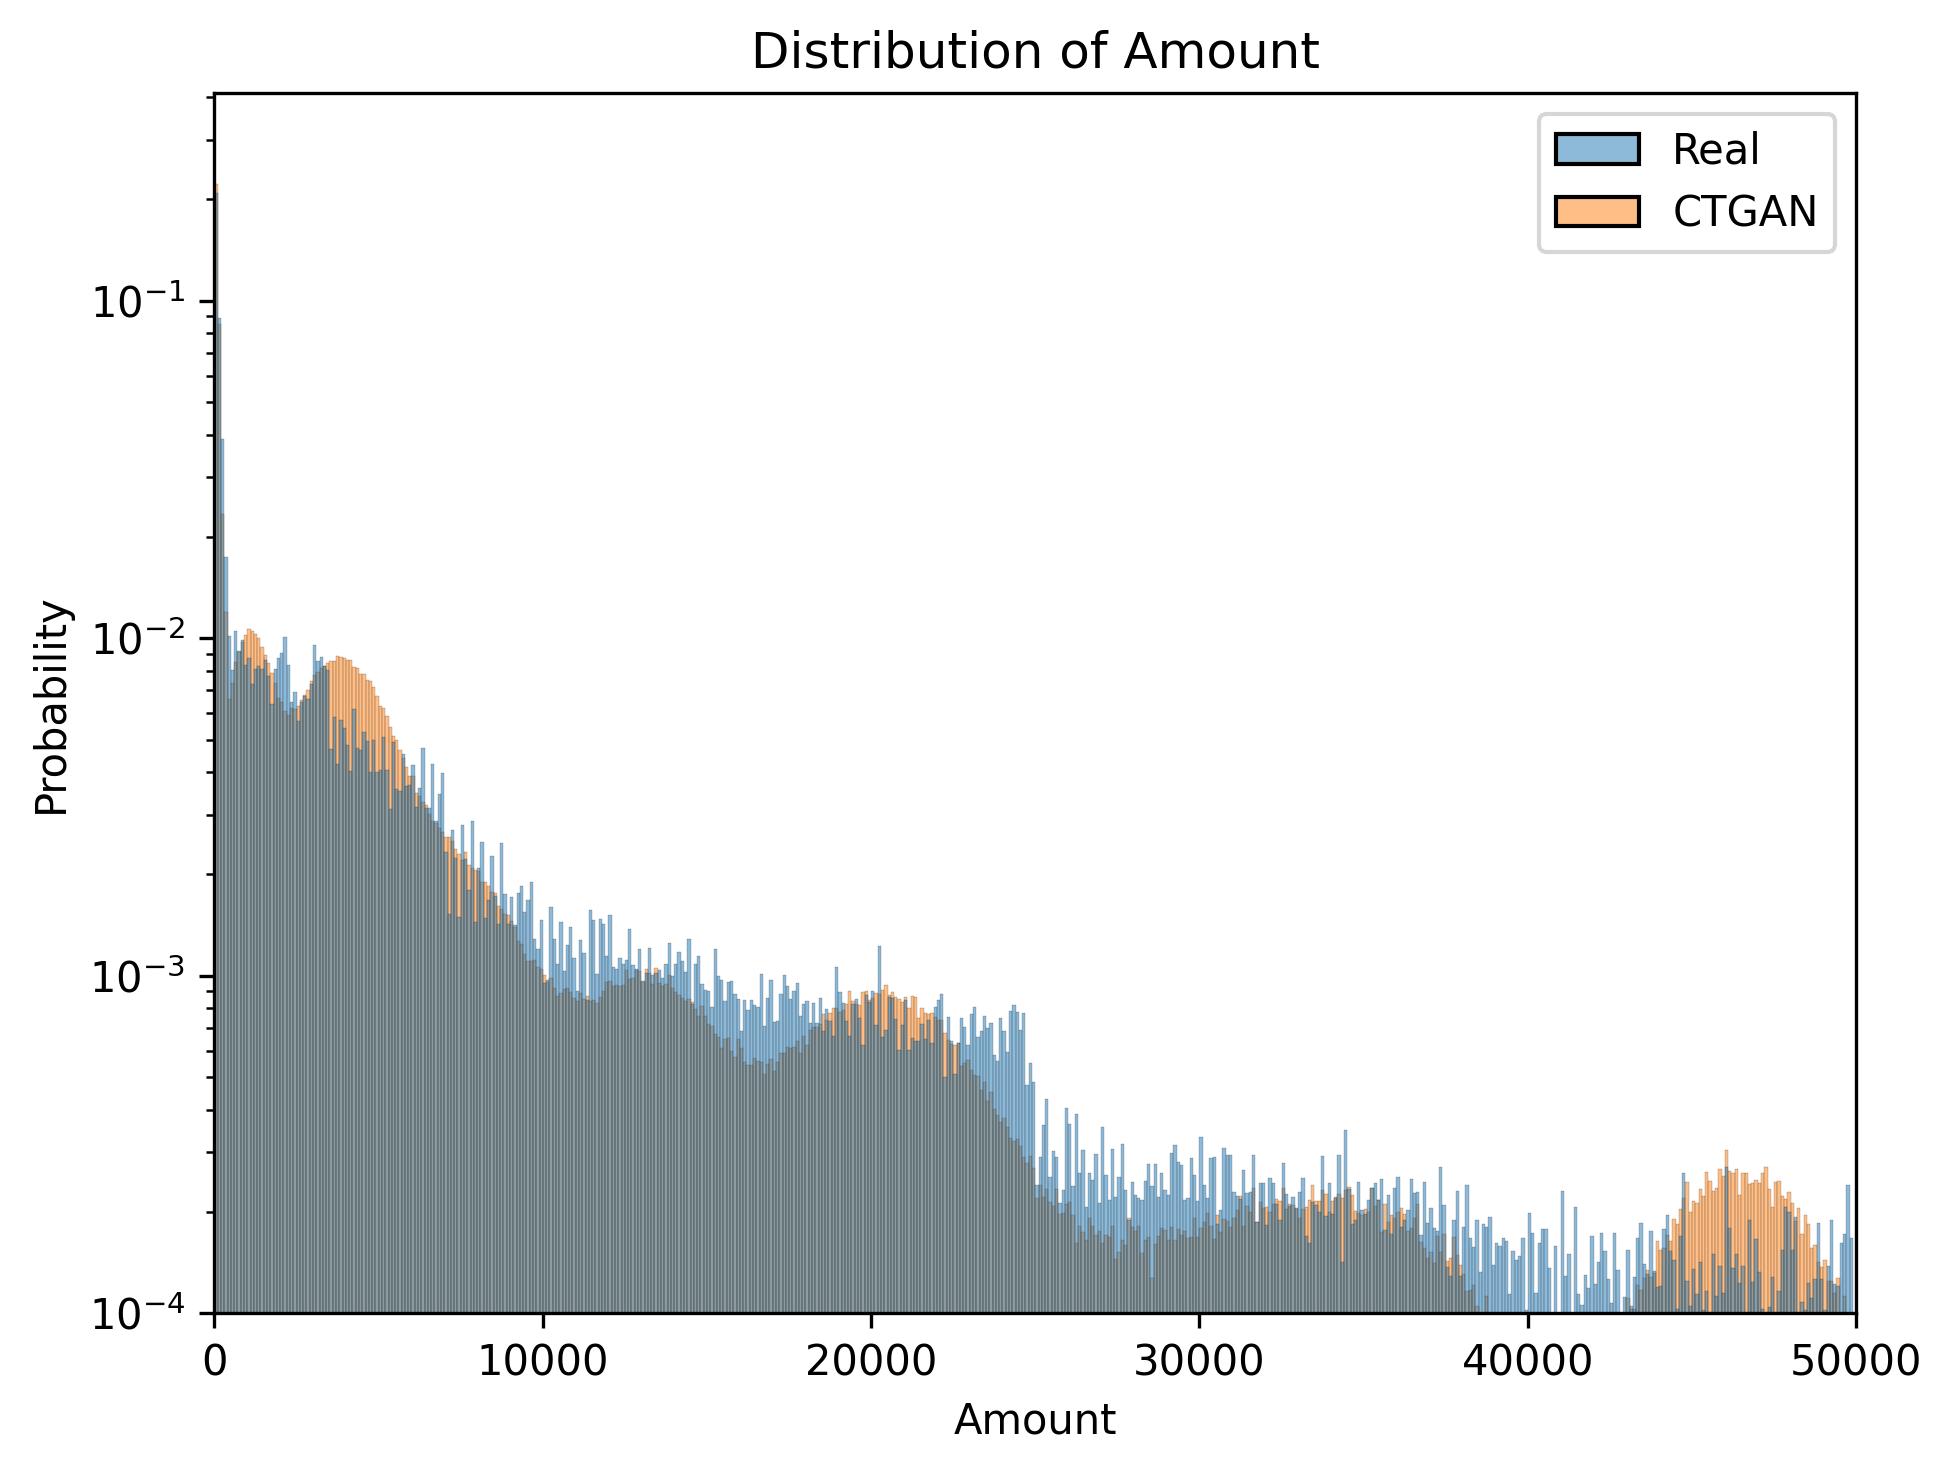 Distribution of Amount
Real
CTGAN
Probability
10⁻¹
10⁻²
10⁻³
10⁻⁴
0 10000 20000 30000 40000 50000
Amount